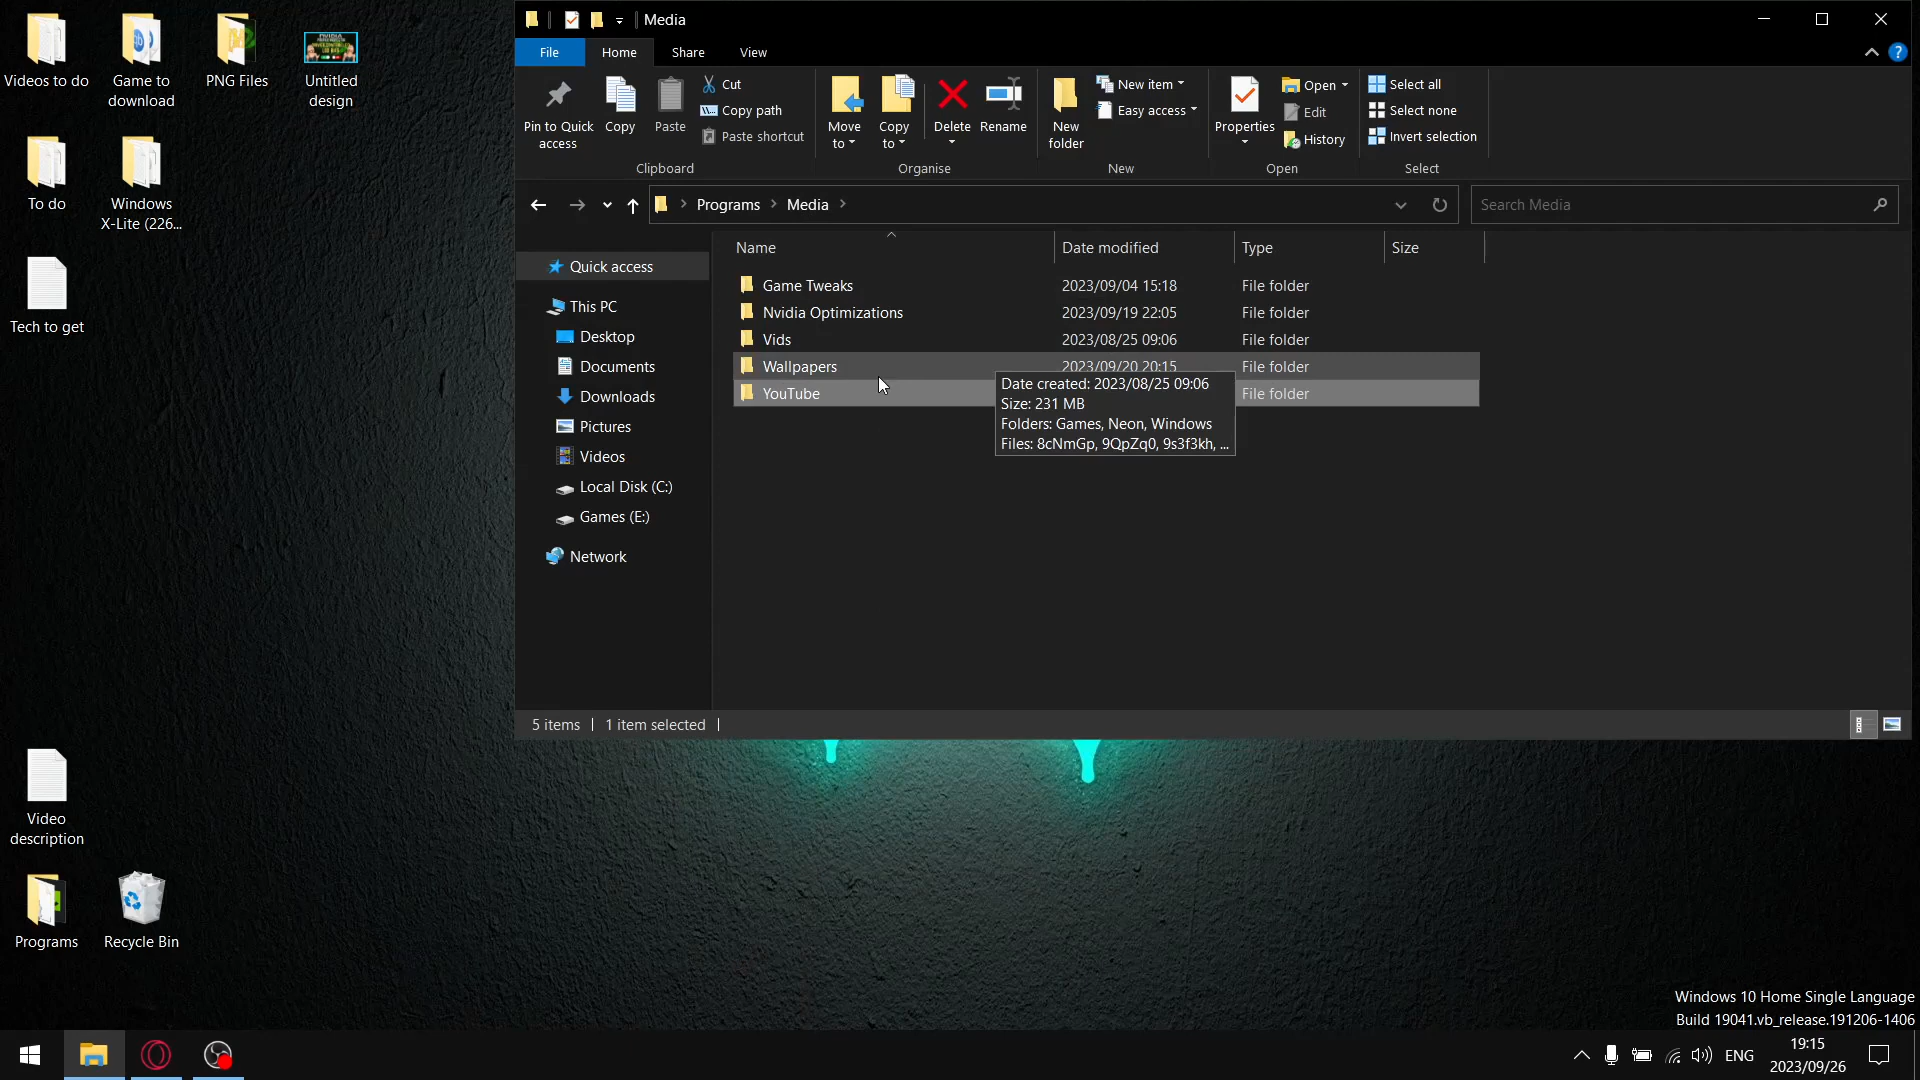 Videos to do
Game to
download
PNG Files
Untitled
design
To do
Windows
X-Lite (226...
Tech to get
Video
description
Programs
Recycle Bin
Media
File
Home
Share
View
Pin to Quick
access
Copy
Paste
Cut
Copy path
Paste shortcut
Clipboard
Move
to
Copy
to
Delete
Rename
Organise
New
folder
New item
Easy access
New
Properties
Open
Edit
History
Open
Select all
Select none
Invert selection
Select
Programs
Media
Search Media
Name
Date modified
Type
Size
Quick access
This PC
Desktop
Documents
Downloads
Pictures
Videos
Local Disk (C:)
Games (E:)
Network
Game Tweaks 2023/09/04 15:18 File folder
Nvidia Optimizations 2023/09/19 22:05 File folder
Vids 2023/08/25 09:06 File folder
Wallpapers 2023/09/20 20:15 File folder
YouTube File folder
Date created: 2023/08/25 09:06
Size: 231 MB
Folders: Games, Neon, Windows
Files: 8cNmGp, 9QpZq0, 9s3f3kh, ...
5 items
1 item selected
Windows 10 Home Single Language
Build 19041.vb_release.191206-1406
ENG
19:15
2023/09/26